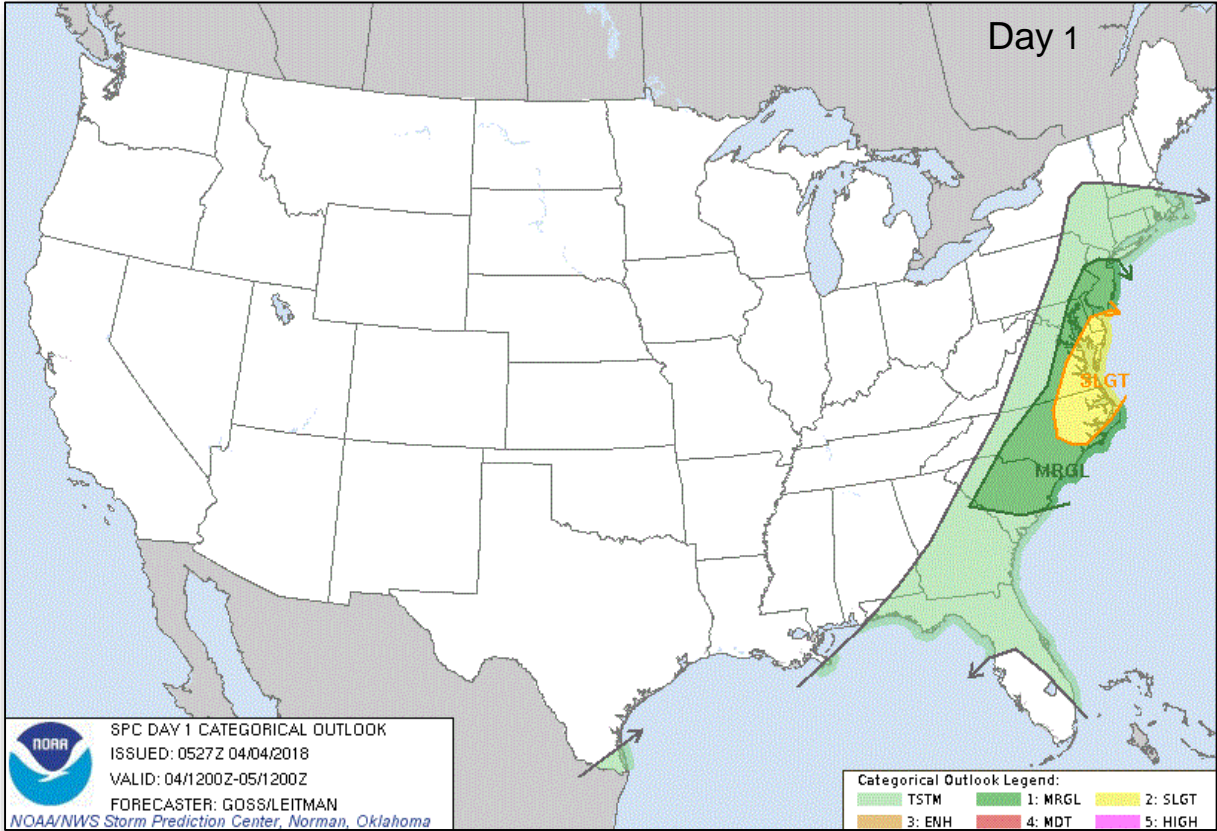 Day 1
SLGT
MRGL
NOAA
SPC DAY 1 CATEGORICAL OUTLOOK
ISSUED: 0527Z 04/04/2018
VALID: 04/1200Z-05/1200Z
FORECASTER: GOSS/LEITMAN
NOAA/NWS Storm Prediction Center, Norman, Oklahoma
Categorical Outlook Legend:
TSTM 1: MRGL 2: SLGT
3: ENH 4: MDT 5: HIGH